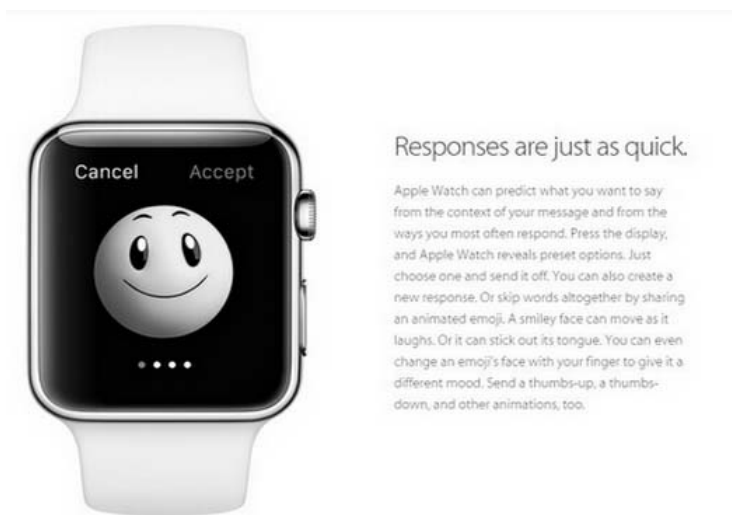 Cancel Accept
Responses are just as quick.
Apple Watch can predict what you want to say
from the context of your message and from the
ways you most often respond. Press the display,
and Apple Watch reveals preset options. Just
choose one and send it off. You can also create a
new response. Or skip words altogether by sharing
an animated emoji. A smiley face can move as it
laughs. Or it can stick out its tongue. You can even
change an emoji's face with your finger to give it a
different mood. Send a thumbs-up, a thumbs-
down, and other animations, too.